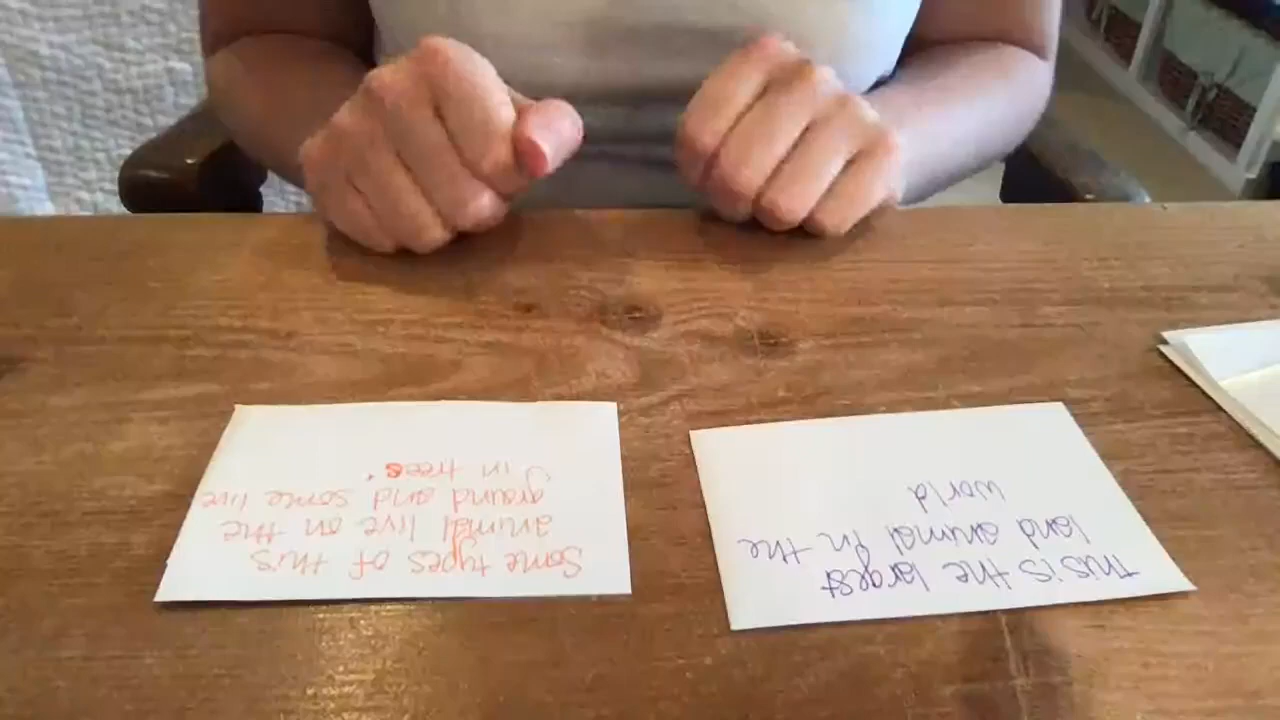 Some types of this
animal live on the
ground and some live
in trees.
This is the largest
land animal in the
world